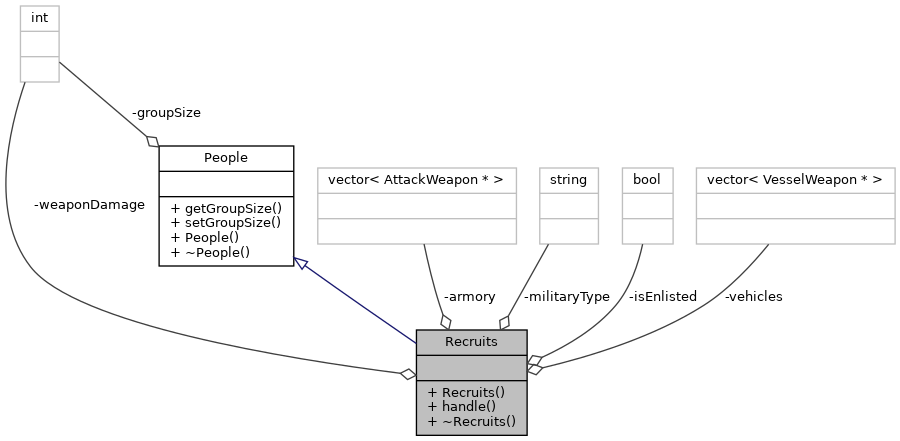 int
-groupSize
People
+ getGroupSize()
+ setGroupSize()
+ People()
+ ~People()
vector< AttackWeapon * >
string
bool
vector< VesselWeapon * >
-weaponDamage
-armory
-militaryType
-isEnlisted
-vehicles
Recruits
+ Recruits()
+ handle()
+ ~Recruits()